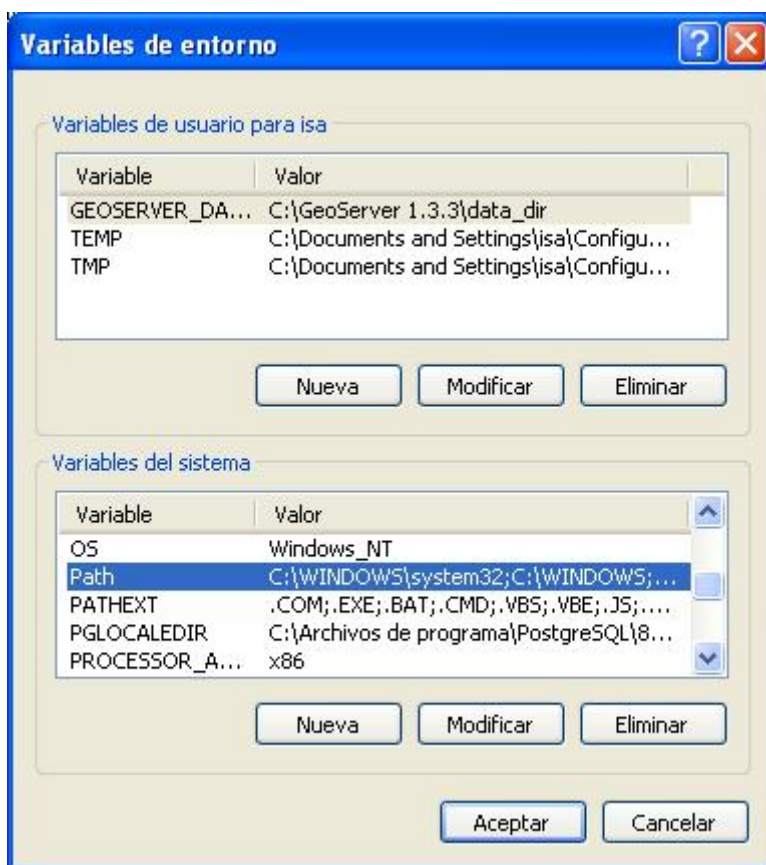 Variables de entorno
Variables de usuario para isa
Variable Valor
GEOSERVER_DA... C:\GeoServer 1.3.3\data_dir
TEMP C:\Documents and Settings\isa\Configu...
TMP C:\Documents and Settings\isa\Configu...
Nueva Modificar Eliminar
Variables del sistema
Variable Valor
OS Windows_NT
Path C:\WINDOWS\system32;C:\WINDOWS;...
PATHEXT .COM;.EXE;.BAT;.CMD;.VBS;.VBE;.JS;....
PGLOCALEDIR C:\Archivos de programa\PostgreSQL\8...
PROCESSOR_A... x86
Nueva Modificar Eliminar
Aceptar Cancelar